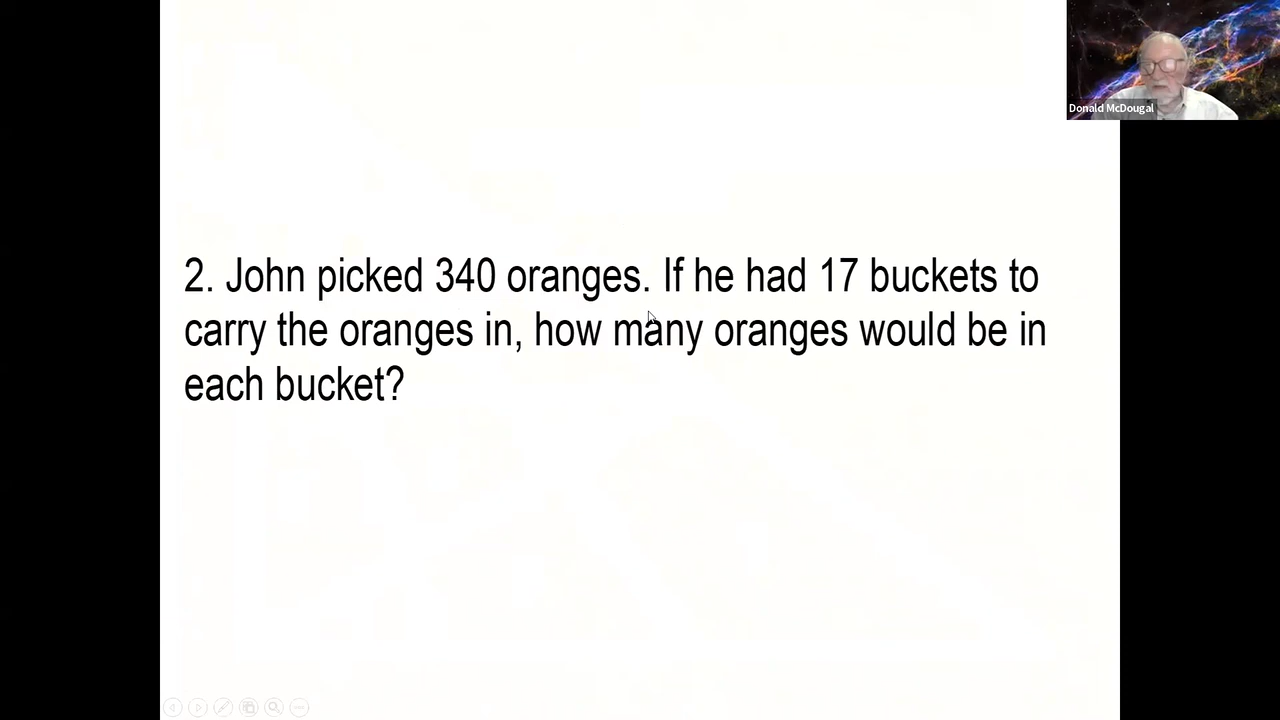 Donald McDougal
2. John picked 340 oranges. If he had 17 buckets to
carry the oranges in, how many oranges would be in
each bucket?